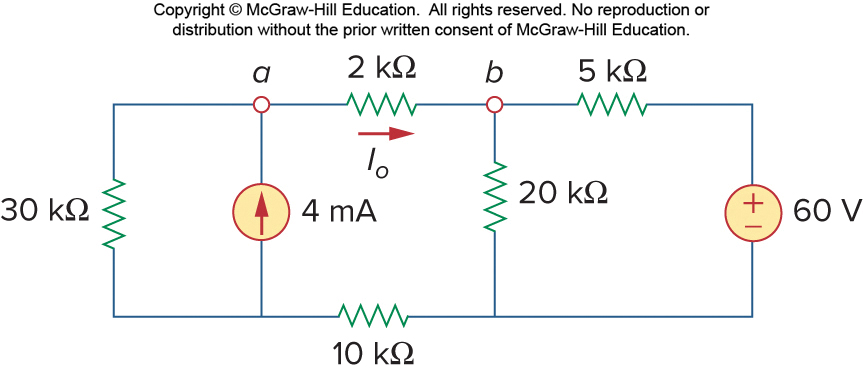 Copyright © McGraw-Hill Education. All rights reserved. No reproduction or
distribution without the prior written consent of McGraw-Hill Education.
a 2 kΩ b 5 kΩ
I₀
30 kΩ 4 mA 20 kΩ + − 60 V
10 kΩ